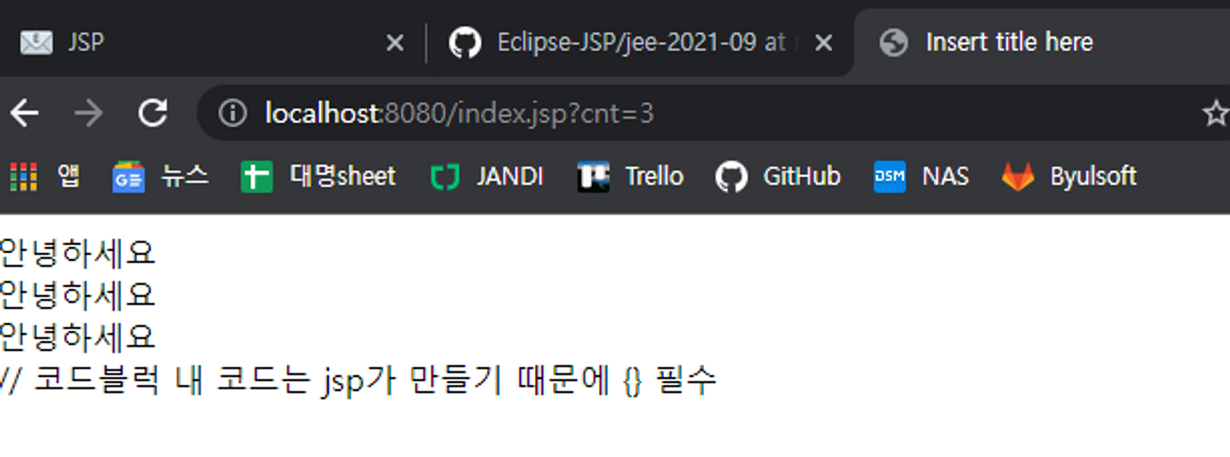 JSP
Eclipse-JSP/jee-2021-09 at
Insert title here
localhost:8080/index.jsp?cnt=3
앱 뉴스 대명sheet JANDI Trello GitHub NAS Byulsoft
안녕하세요
안녕하세요
안녕하세요
// 코드블럭 내 코드는 jsp가 만들기 때문에 {} 필수